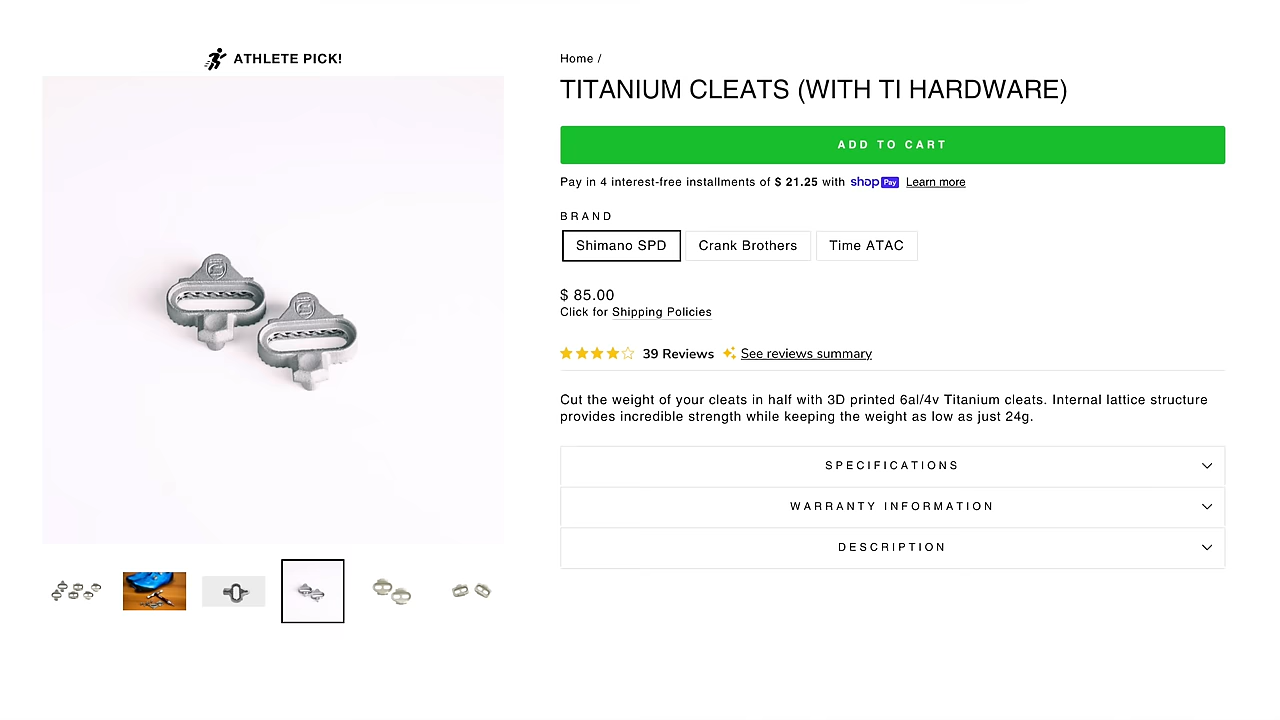 ATHLETE PICK!
Home /
TITANIUM CLEATS (WITH TI HARDWARE)
ADD TO CART
Pay in 4 interest-free installments of $ 21.25 with shop Pay Learn more
BRAND
Shimano SPD
Crank Brothers
Time ATAC
$ 85.00
Click for Shipping Policies
39 Reviews See reviews summary
Cut the weight of your cleats in half with 3D printed 6al/4v Titanium cleats. Internal lattice structure
provides incredible strength while keeping the weight as low as just 24g.
SPECIFICATIONS
WARRANTY INFORMATION
DESCRIPTION